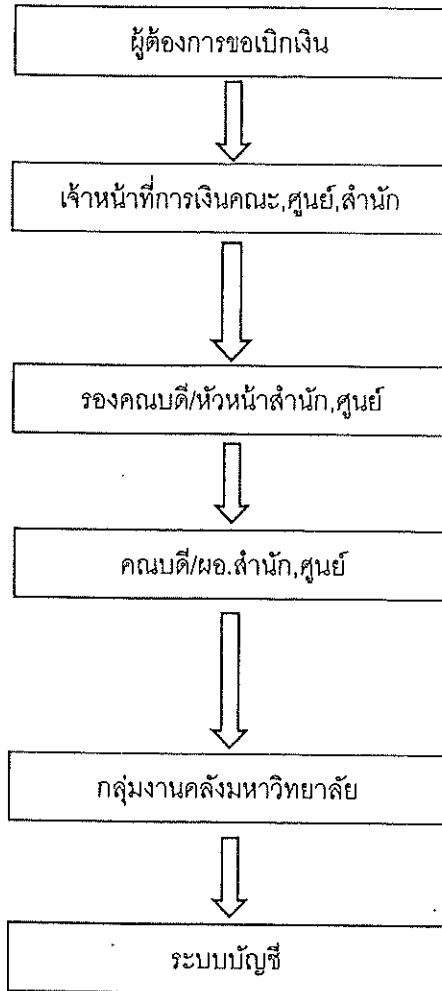 ผู้ต้องการขอเบิกเงิน
เจ้าหน้าที่การเงินคณะ,ศูนย์,สำนัก
รองคณบดี/หัวหน้าสำนัก,ศูนย์
คณบดี/ผอ.สำนัก,ศูนย์
กลุ่มงานคลังมหาวิทยาลัย
ระบบบัญชี